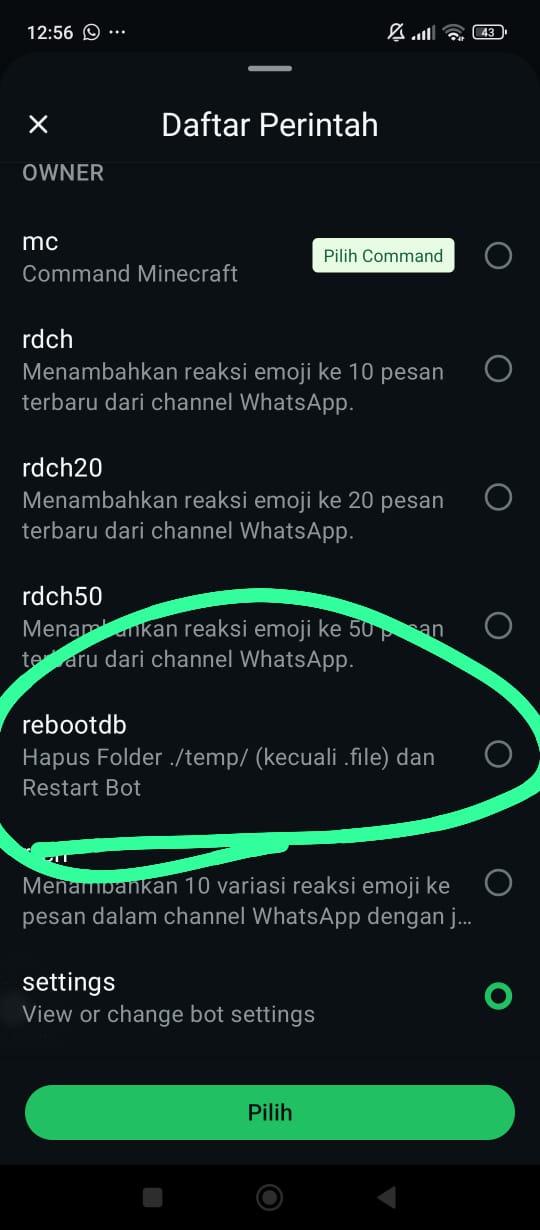 12:56
43
Daftar Perintah
OWNER
mc
Command Minecraft
Pilih Command
rdch
Menambahkan reaksi emoji ke 10 pesan
terbaru dari channel WhatsApp.
rdch20
Menambahkan reaksi emoji ke 20 pesan
terbaru dari channel WhatsApp.
rdch50
Menambahkan reaksi emoji ke 50 pesan
terbaru dari channel WhatsApp.
rebootdb
Hapus Folder ./temp/ (kecuali .file) dan
Restart Bot
Menambahkan 10 variasi reaksi emoji ke
pesan dalam channel WhatsApp dengan j...
settings
View or change bot settings
Pilih